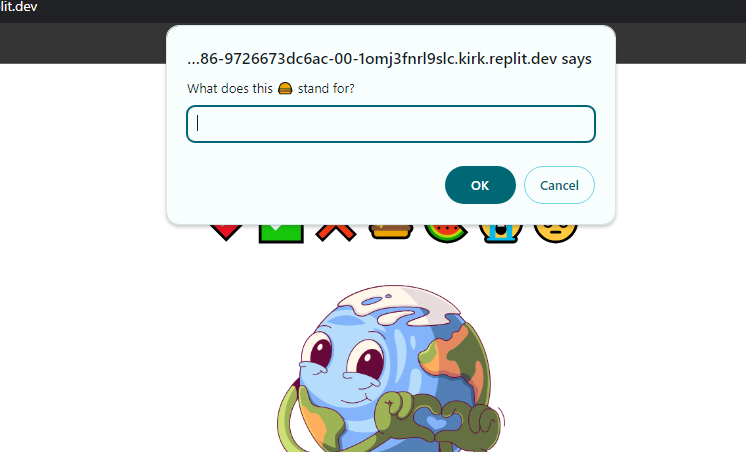 lit.dev
...86-9726673dc6ac-00-1omj3fnrl9slc.kirk.replit.dev says
What does this 🍔 stand for?
OK
Cancel